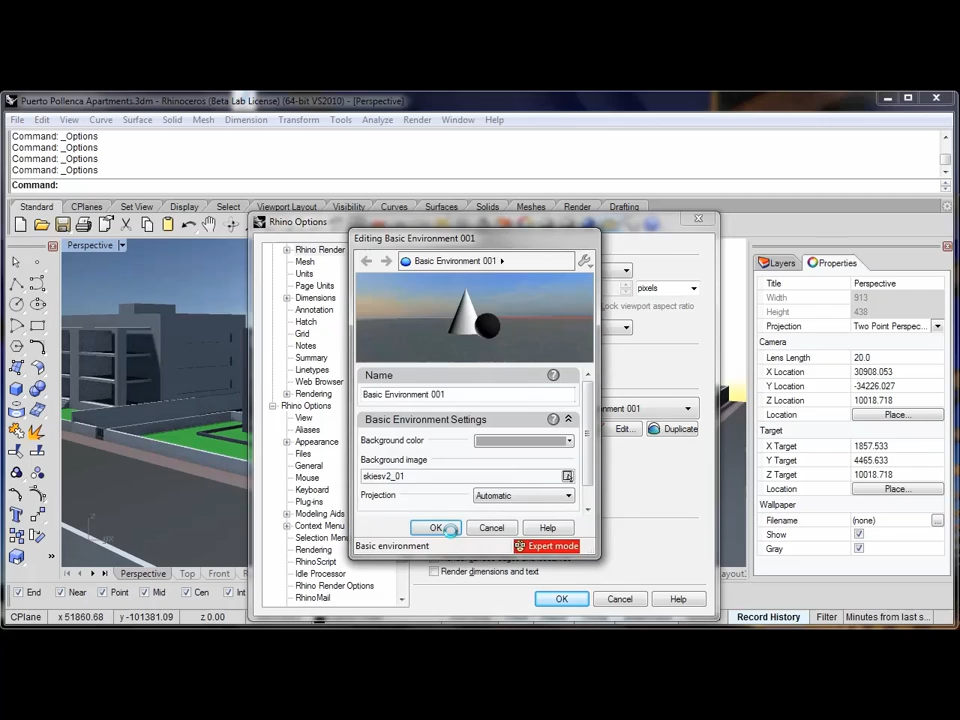 Puerto Pollenca Apartments.3dm - Rhinoceros (Beta Lab License) (64-bit VS2010) - [Perspective]
File Edit View Curve Surface Solid Mesh Dimension Transform Tools Analyze Render Window Help
Command: _Options
Command: _Options
Command: _Options
Command: _Options
Command:
Standard CPlanes Set View Display Select Viewport Layout Visibility Curves Surfaces Solids Meshes Render Drafting
Perspective
Rhino Options
Rhino Render
Mesh
Units
Page Units
Dimensions
Annotation
Hatch
Grid
Notes
Summary
Linetypes
Web Browser
Rendering
Rhino Options
View
Aliases
Appearance
Files
General
Mouse
Keyboard
Plug-ins
Modeling Aids
Context Menu
Selection Menu
Rendering
RhinoScript
Idle Processor
Rhino Render Options
RhinoMail
Editing Basic Environment 001
Basic Environment 001
Name
Basic Environment 001
Basic Environment Settings
Background color
Background image
skiesv2_01
Projection Automatic
OK Cancel Help
Basic environment Expert mode
pixels
Lock viewport aspect ratio
nment 001
Edit... Duplicate
Render dimensions and text
OK Cancel Help
Layers Properties
Title Perspective
Width 913
Height 438
Projection Two Point Perspec...
Camera
Lens Length 20.0
X Location 30908.053
Y Location -34226.027
Z Location 10018.718
Location Place...
Target
X Target 1857.533
Y Target 4465.633
Z Target 10018.718
Location Place...
Wallpaper
Filename (none) ...
Show
Gray
Perspective Top Front
ayout.
End Near Point Mid Cen Int
CPlane x 51860.68 y -101381.09 z 0.00 Record History Filter Minutes from last s...